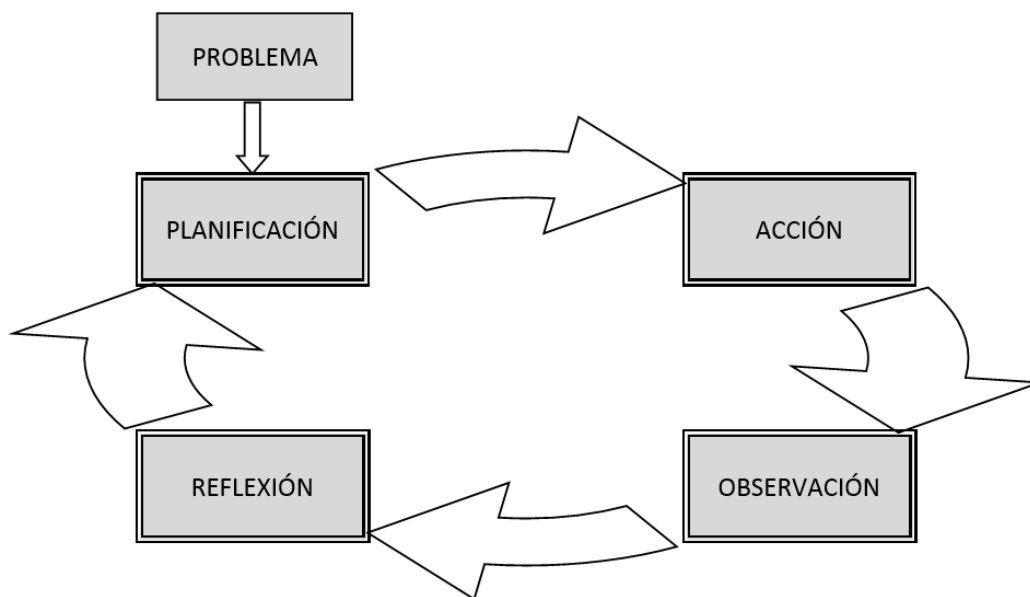 PROBLEMA
PLANIFICACIÓN
ACCIÓN
REFLEXIÓN
OBSERVACIÓN